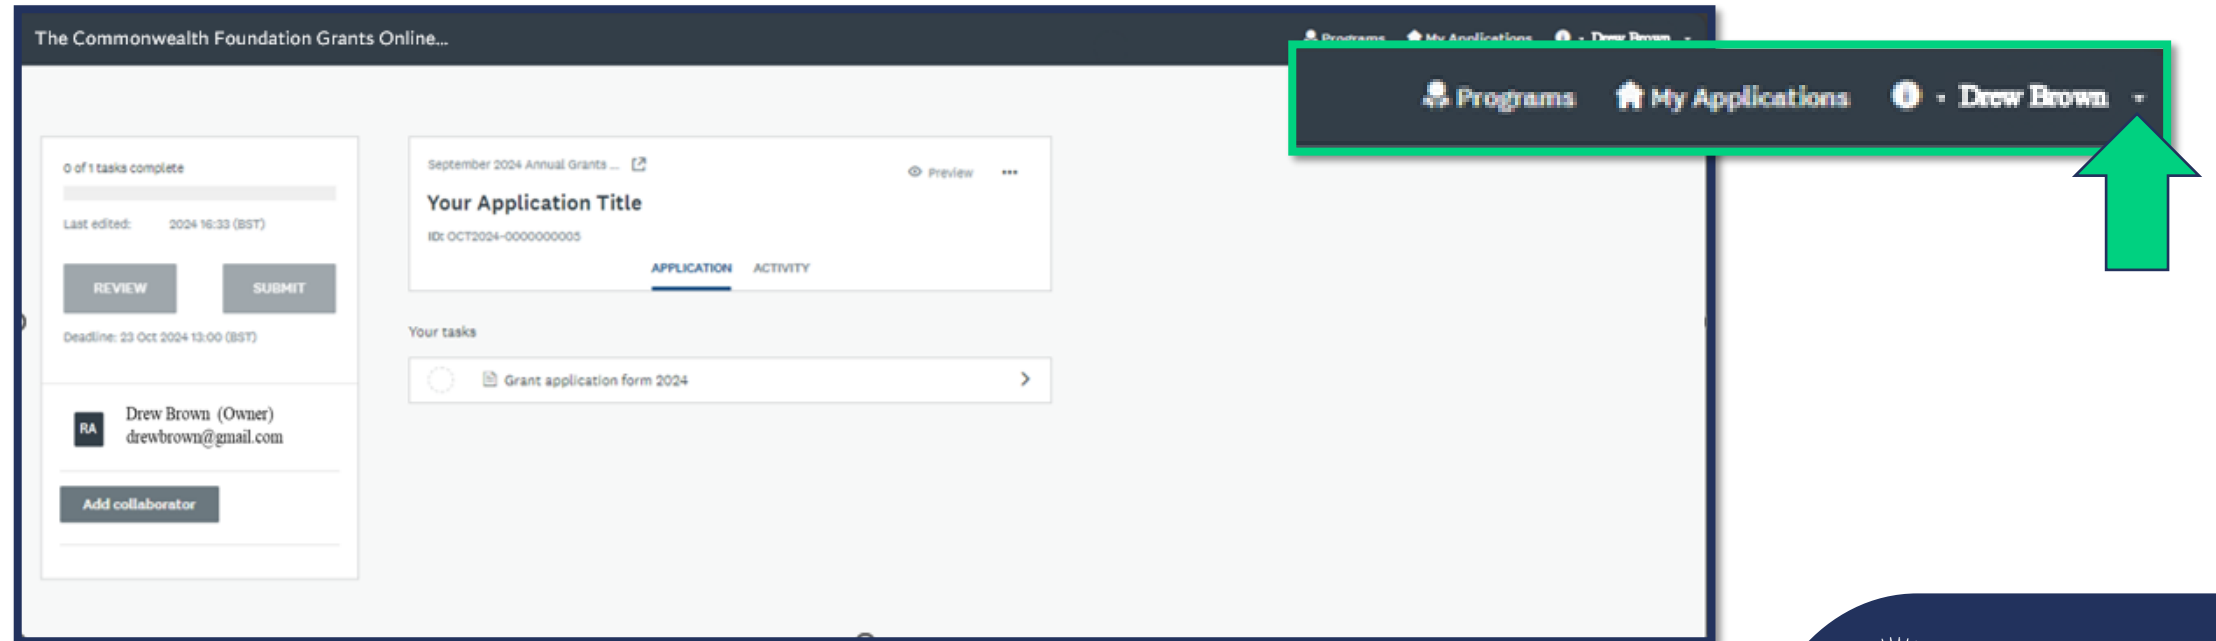 The Commonwealth Foundation Grants Online...
Programs My Applications - Drew Brown
Programs My Applications - Drew Brown
0 of 1 tasks complete
Last edited: 2024 16:33 (BST)
REVIEW SUBMIT
Deadline: 23 Oct 2024 13:00 (BST)
RA
Drew Brown (Owner)
drewbrown@gmail.com
Add collaborator
September 2024 Annual Grants ...
Preview
Your Application Title
ID: OCT2024-0000000005
APPLICATION ACTIVITY
Your tasks
Grant application form 2024